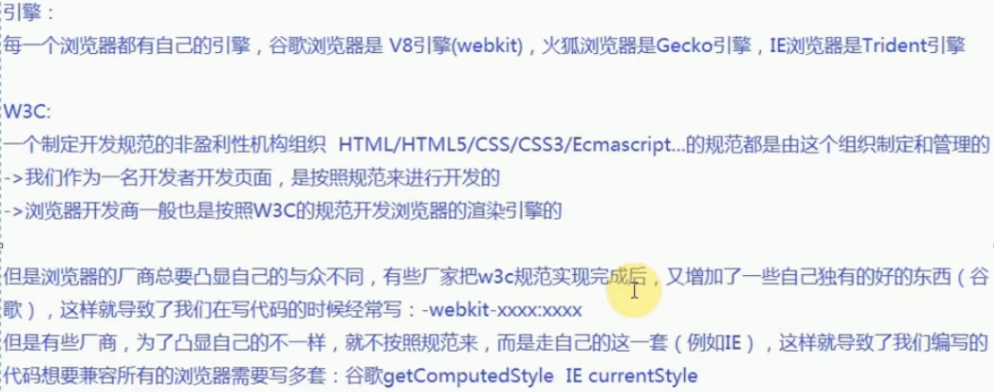 引擎：
每一个浏览器都有自己的引擎，谷歌浏览器是 V8引擎(webkit)，火狐浏览器是Gecko引擎，IE浏览器是Trident引擎
W3C:
一个制定开发规范的非盈利性机构组织 HTML/HTML5/CSS/CSS3/Ecmascript...的规范都是由这个组织制定和管理的
->我们作为一名开发者开发页面，是按照规范来进行开发的
->浏览器开发商一般也是按照W3C的规范开发浏览器的渲染引擎的
但是浏览器的厂商总要凸显自己的与众不同，有些厂家把w3c规范实现完成后，又增加了一些自己独有的好的东西（谷
歌），这样就导致了我们在写代码的时候经常写：-webkit-xxxx:xxxx
但是有些厂商，为了凸显自己的不一样，就不按照规范来，而是走自己的这一套（例如IE），这样就导致了我们编写的
代码想要兼容所有的浏览器需要写多套：谷歌getComputedStyle IE currentStyle